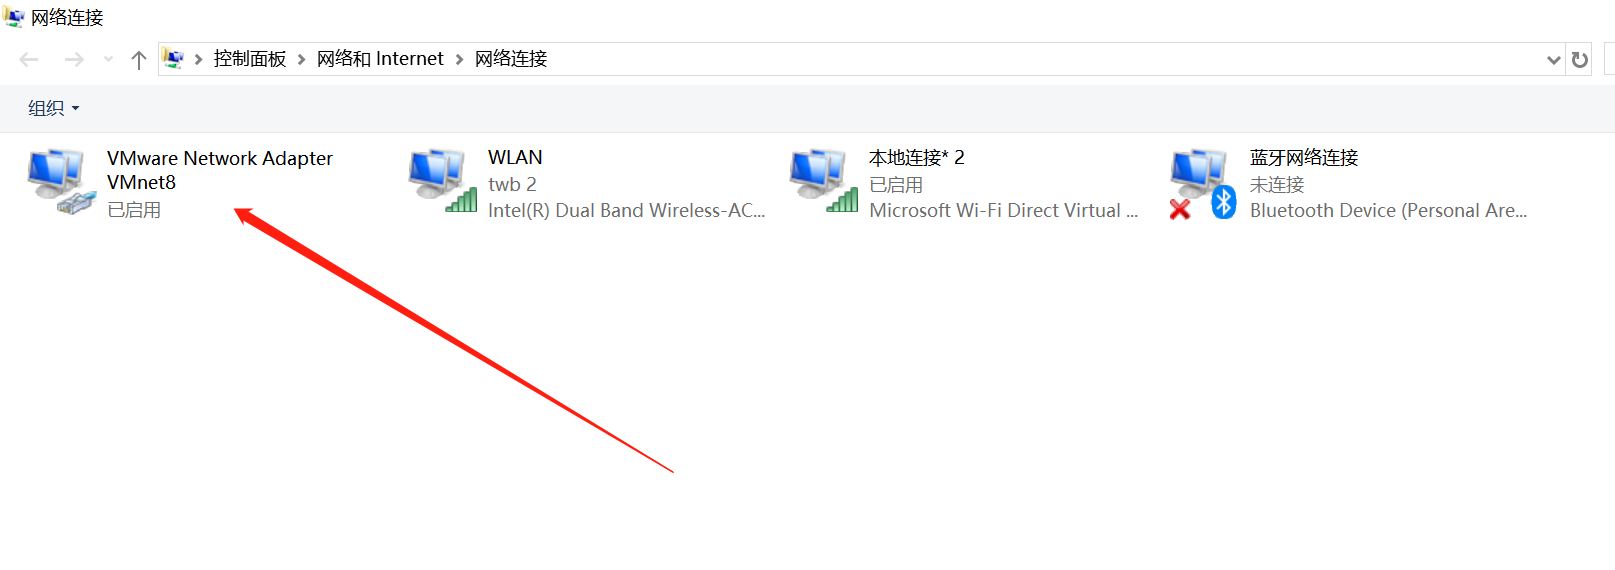 网络连接
控制面板 > 网络和 Internet > 网络连接
组织
VMware Network Adapter
VMnet8
已启用
WLAN
twb 2
Intel(R) Dual Band Wireless-AC...
本地连接* 2
已启用
Microsoft Wi-Fi Direct Virtual ...
蓝牙网络连接
未连接
Bluetooth Device (Personal Are...